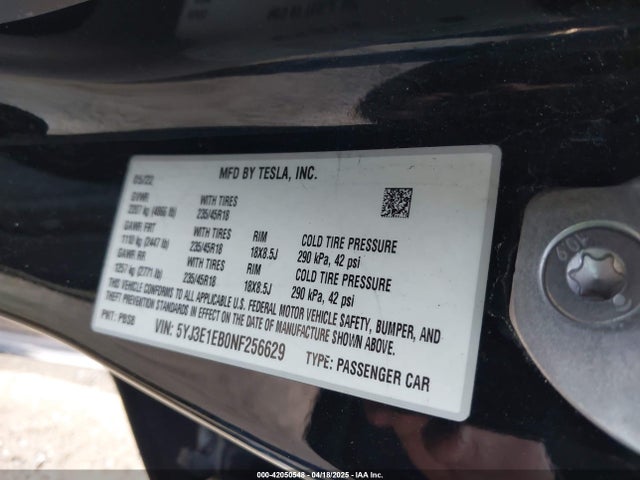 MFD BY TESLA, INC.
05/22
GVWR
2207 kg (4866 lb)
WITH TIRES
235/45R18
GAWR FRT
1110 kg (2447 lb)
WITH TIRES
235/45R18
RIM
18X8.5J
COLD TIRE PRESSURE
290 kPa, 42 psi
GAWR RR
1257 kg (2771 lb)
WITH TIRES
235/45R18
RIM
18X8.5J
COLD TIRE PRESSURE
290 kPa, 42 psi
THIS VEHICLE CONFORMS TO ALL APPLICABLE U.S. FEDERAL MOTOR VEHICLE SAFETY, BUMPER, AND
THEFT PREVENTION STANDARDS IN EFFECT ON THE DATE OF MANUFACTURE SHOWN ABOVE.
PNT: PBSB
VIN: 5YJ3E1EB0NF256629
TYPE: PASSENGER CAR
10.9
000-42050548 - 04/18/2025 - IAA Inc.